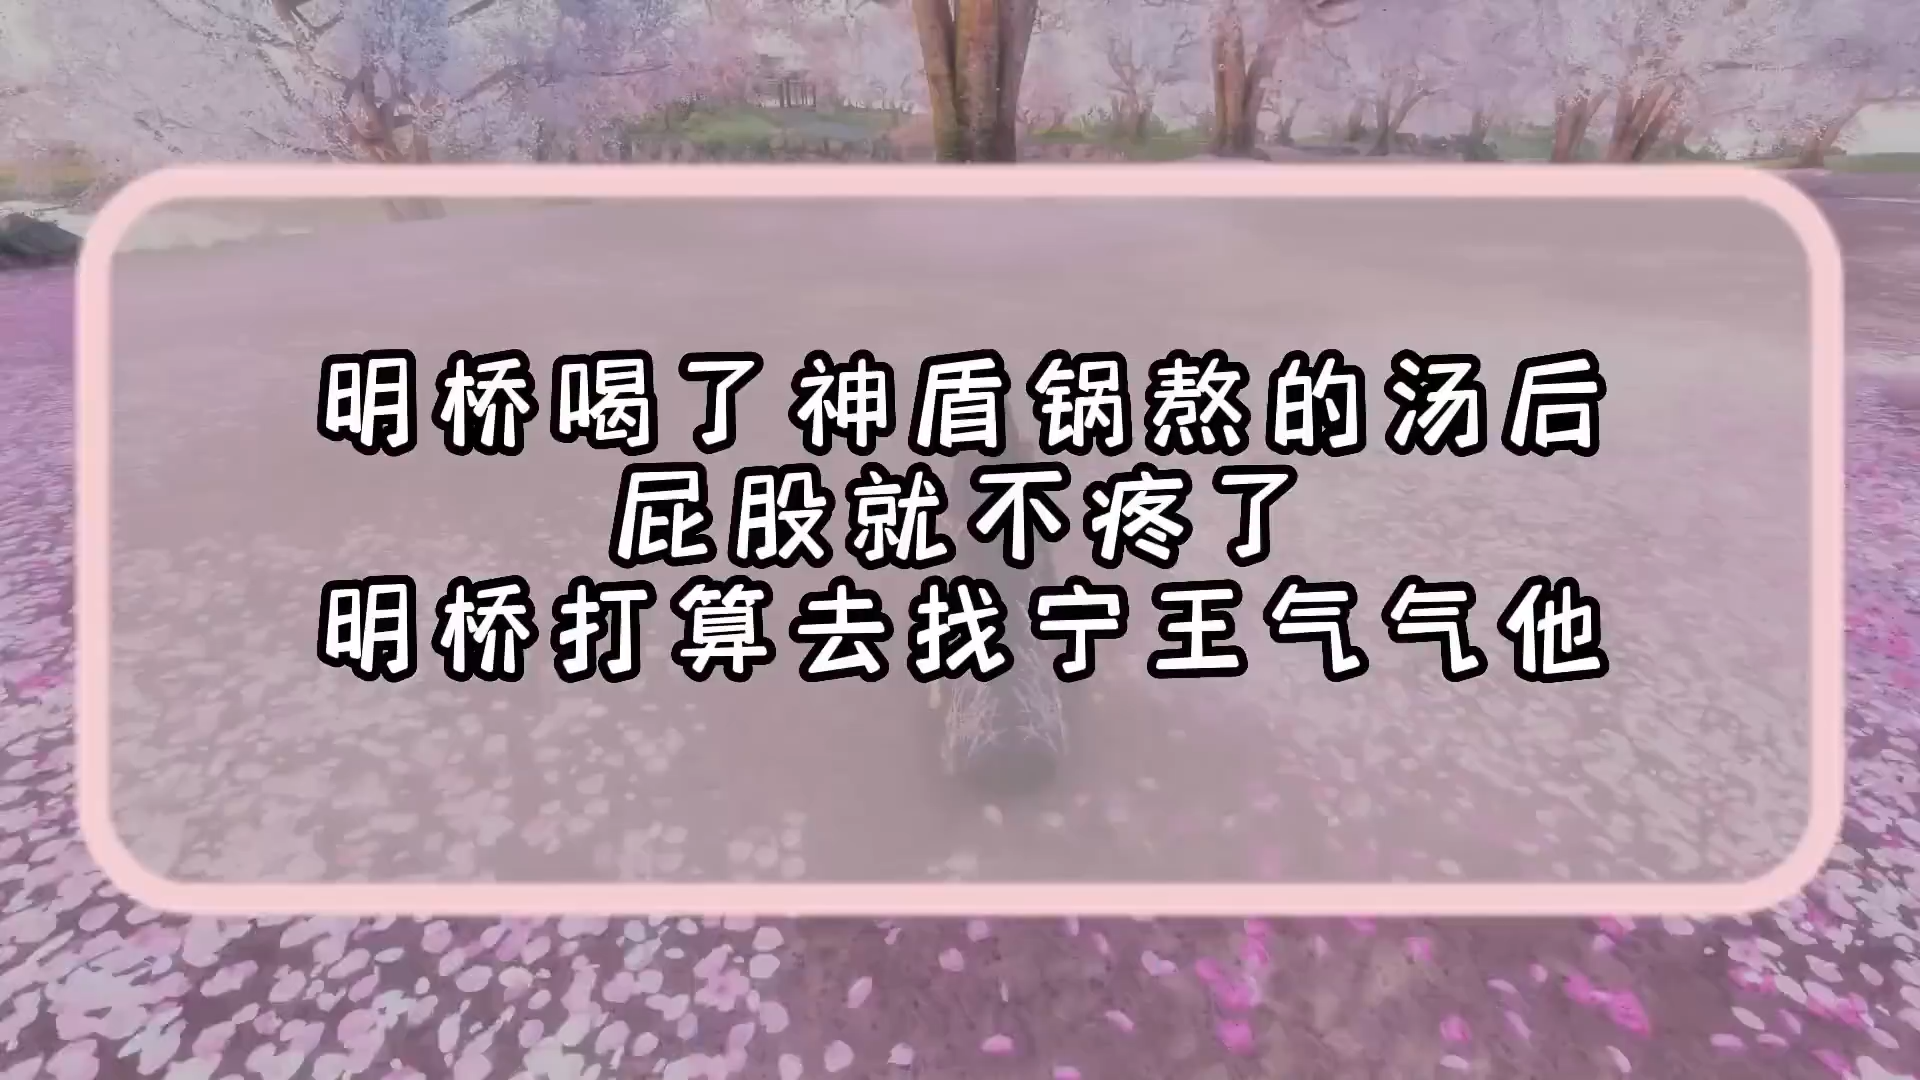 明桥喝了神盾锅熬的汤后
屁股就不疼了
明桥打算去找宁王气气他